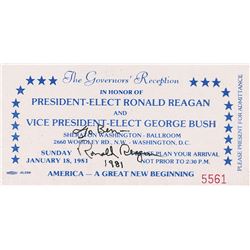 The Governors' Reception
IN HONOR OF
PRESIDENT-ELECT RONALD REAGAN
AND
VICE PRESIDENT-ELECT GEORGE BUSH
SHERATON WASHINGTON - BALLROOM
2660 WOODLEY RD., N.W. - WASHINGTON, D.C.
SUNDAY
JANUARY 18, 1981
PLAN YOUR ARRIVAL
NOT PRIOR TO 2:30 P.M.
To Ben
Ronald Reagan
1981
AMERICA — A GREAT NEW BEGINNING
5561
PLEASE PRESENT FOR ADMITTANCE